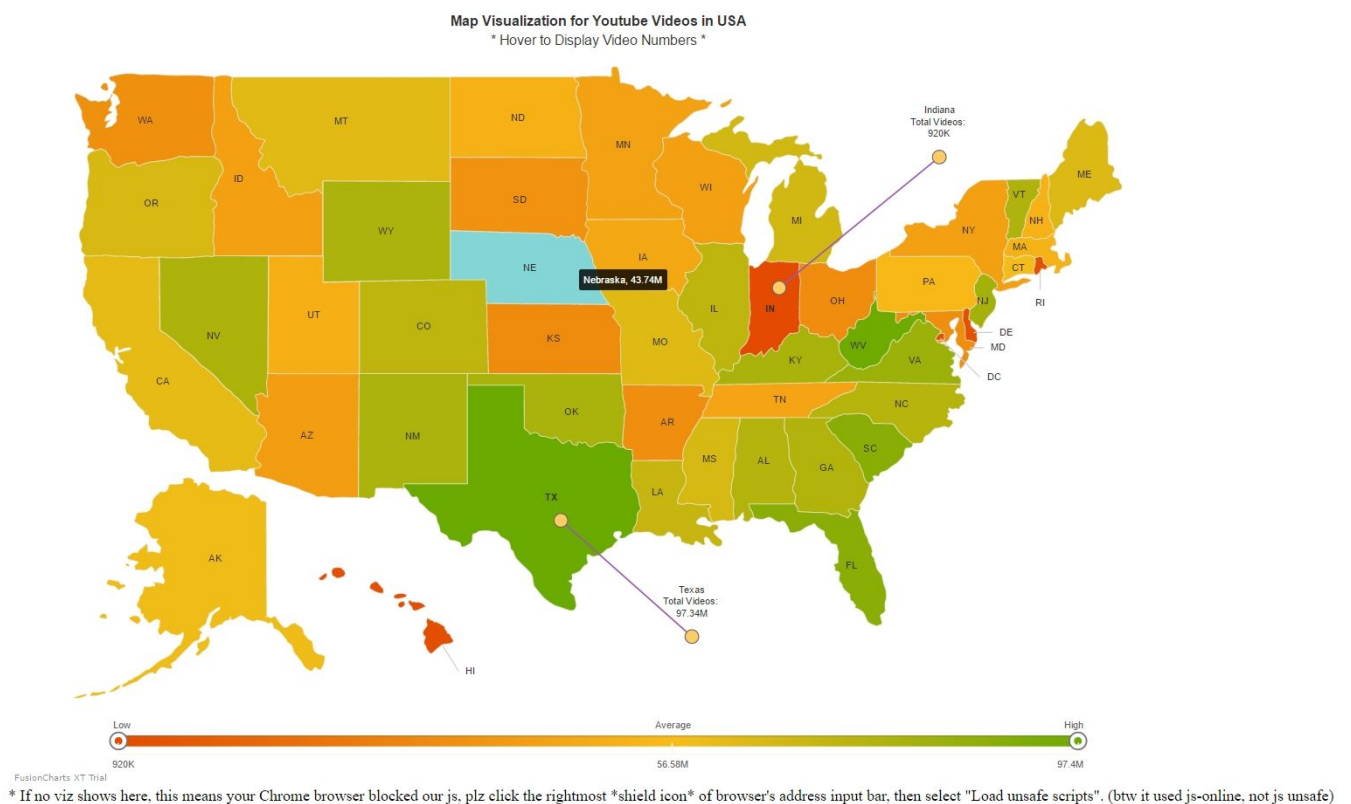 Map Visualization for Youtube Videos in USA
* Hover to Display Video Numbers *
Indiana
Total Videos:
920K
WA
MT
ND
MN
ID
OR
SD
WI
WY
MI
ME
VT
NH
NY
MA
CT
RI
NE
IA
Nebraska, 43.74M
PA
NJ
IL
IN
OH
NV
UT
CO
KS
MO
WV
KY
VA
DE
MD
DC
CA
AZ
NM
OK
AR
TN
NC
SC
MS
AL
GA
LA
TX
FL
AK
HI
Texas
Total Videos:
97.34M
Low
Average
High
920K
56.58M
97.4M
FusionCharts XT Trial
* If no viz shows here, this means your Chrome browser blocked our js, plz click the rightmost *shield icon* of browser's address input bar, then select "Load unsafe scripts". (btw it used js-online, not js unsafe)